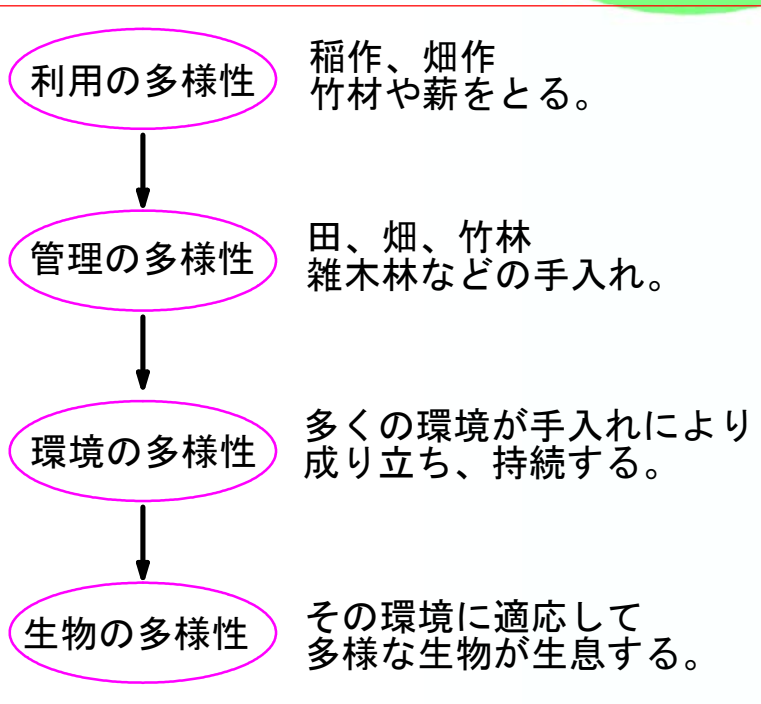 利用の多様性
稲作、畑作
竹材や薪をとる。
管理の多様性
田、畑、竹林
雑木林などの手入れ。
環境の多様性
多くの環境が手入れにより
成り立ち、持続する。
生物の多様性
その環境に適応して
多様な生物が生息する。